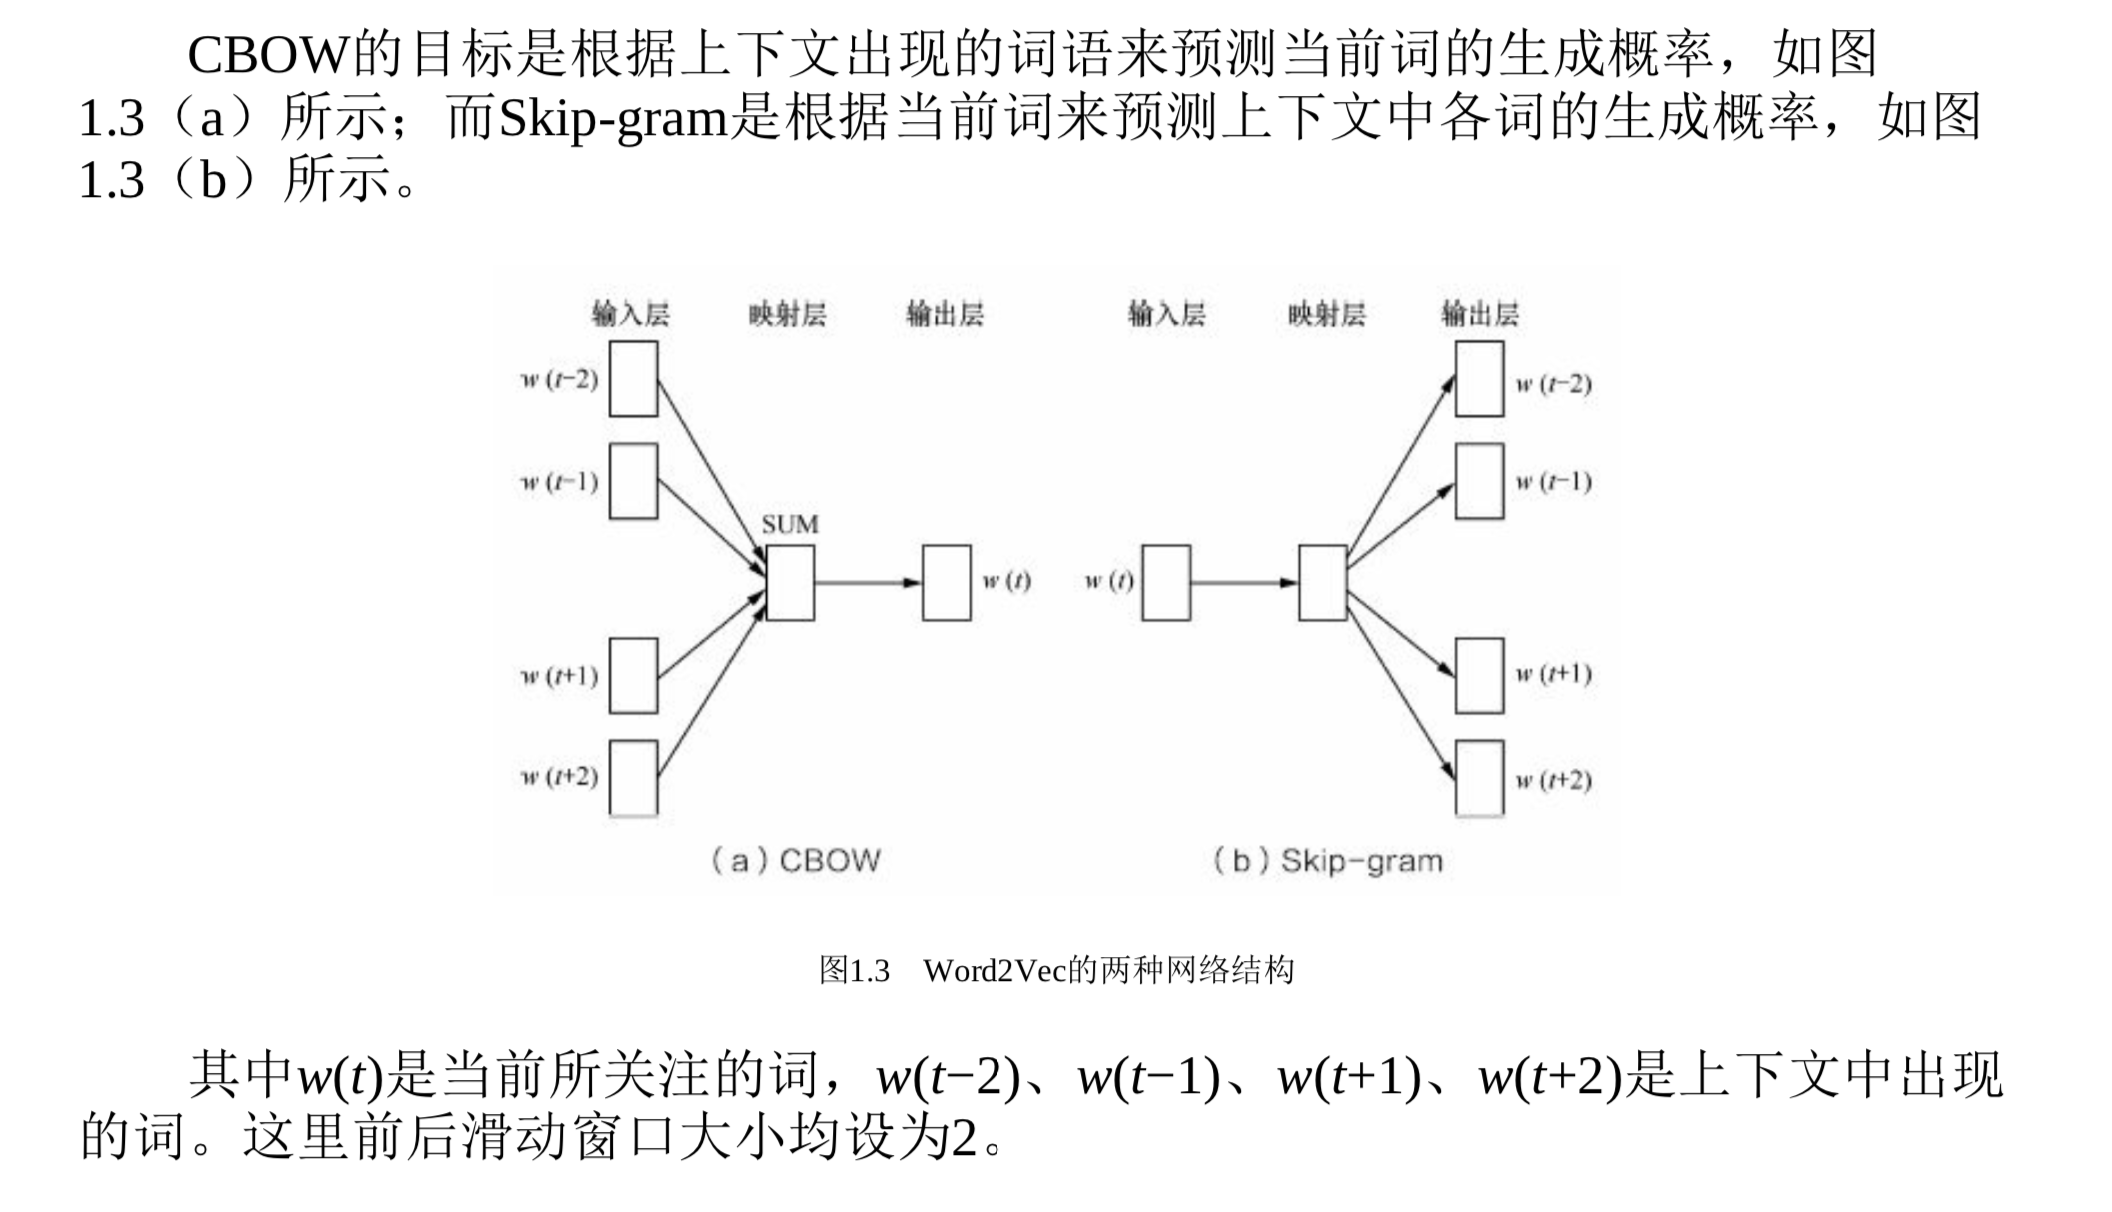 CBOW的目标是根据上下文出现的词语来预测当前词的生成概率，如图
1.3（a）所示；而Skip-gram是根据当前词来预测上下文中各词的生成概率，如图
1.3（b）所示。
输入层 映射层 输出层 输入层 映射层 输出层
w (t−2) w (t−2)
w (t−1) w (t−1)
SUM
w (t) w (t)
w (t+1) w (t+1)
w (t+2) w (t+2)
（a）CBOW （b）Skip-gram
图1.3 Word2Vec的两种网络结构
其中w(t)是当前所关注的词，w(t−2)、w(t−1)、w(t+1)、w(t+2)是上下文中出现
的词。这里前后滑动窗口大小均设为2。